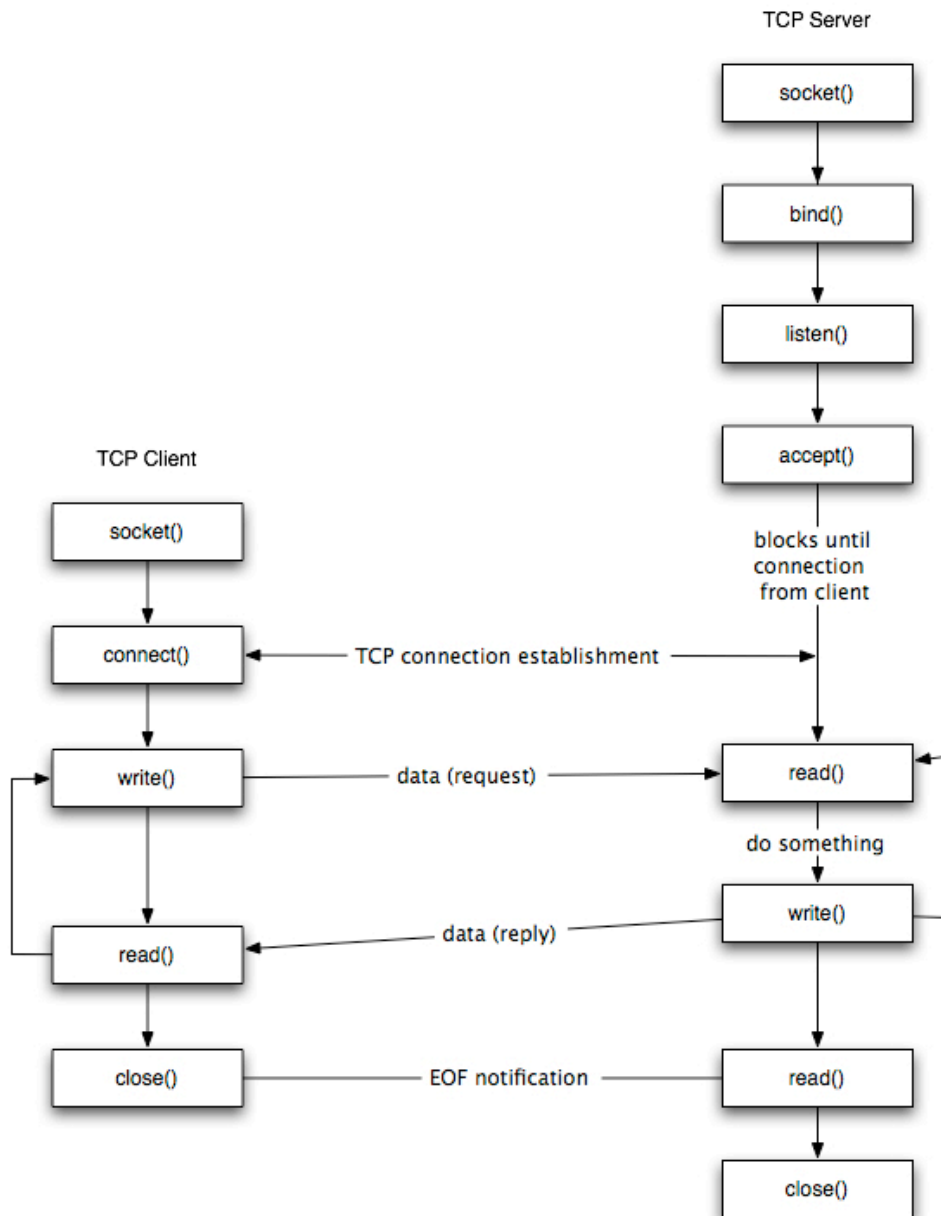 TCP Server
socket()
bind()
listen()
accept()
blocks until
connection
from client
TCP Client
socket()
connect()
TCP connection establishment
write()
data (request)
read()
do something
write()
data (reply)
read()
close()
EOF notification
read()
close()